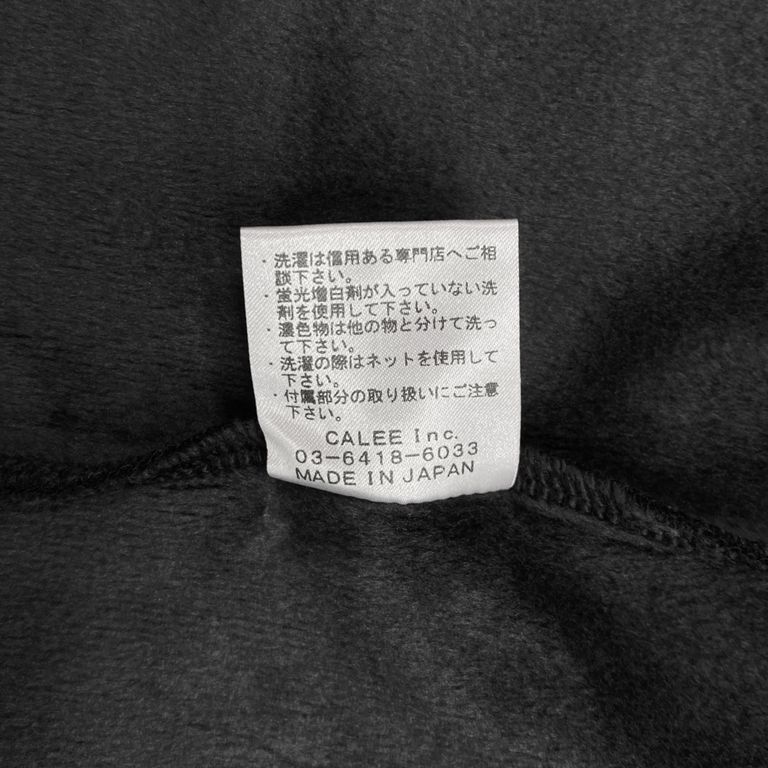 ・洗濯は信用ある専門店へご相
談下さい。
・蛍光増白剤が入っていない洗
剤を使用して下さい。
・濃色物は他の物と分けて洗っ
て下さい。
・洗濯の際はネットを使用して
下さい。
・付属部分の取り扱いにご注意
下さい。
CALEE Inc.
03-6418-6033
MADE IN JAPAN